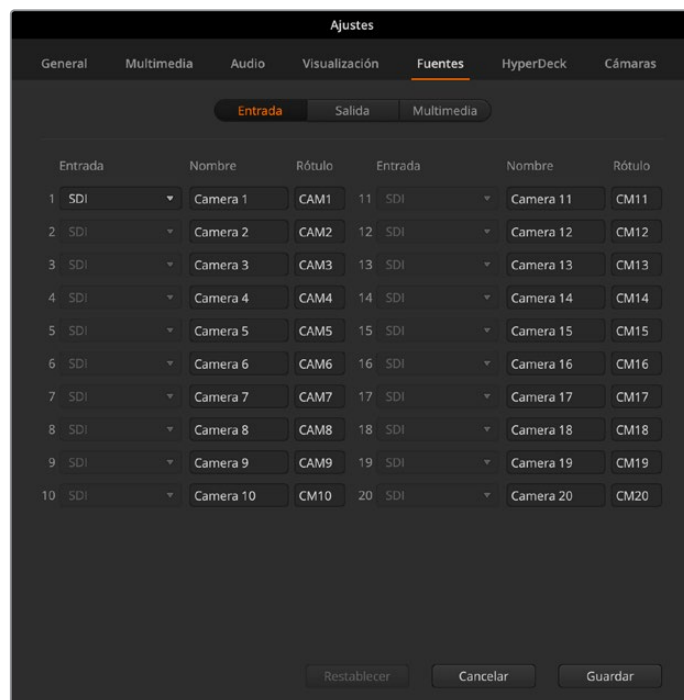 Ajustes
General Multimedia Audio Visualización Fuentes HyperDeck Cámaras
Entrada Salida Multimedia
Entrada Nombre Rótulo Entrada Nombre Rótulo
1 SDI Camera 1 CAM1 11 SDI Camera 11 CM11
2 SDI Camera 2 CAM2 12 SDI Camera 12 CM12
3 SDI Camera 3 CAM3 13 SDI Camera 13 CM13
4 SDI Camera 4 CAM4 14 SDI Camera 14 CM14
5 SDI Camera 5 CAM5 15 SDI Camera 15 CM15
6 SDI Camera 6 CAM6 16 SDI Camera 16 CM16
7 SDI Camera 7 CAM7 17 SDI Camera 17 CM17
8 SDI Camera 8 CAM8 18 SDI Camera 18 CM18
9 SDI Camera 9 CAM9 19 SDI Camera 19 CM19
10 SDI Camera 10 CM10 20 SDI Camera 20 CM20
Restablecer Cancelar Guardar